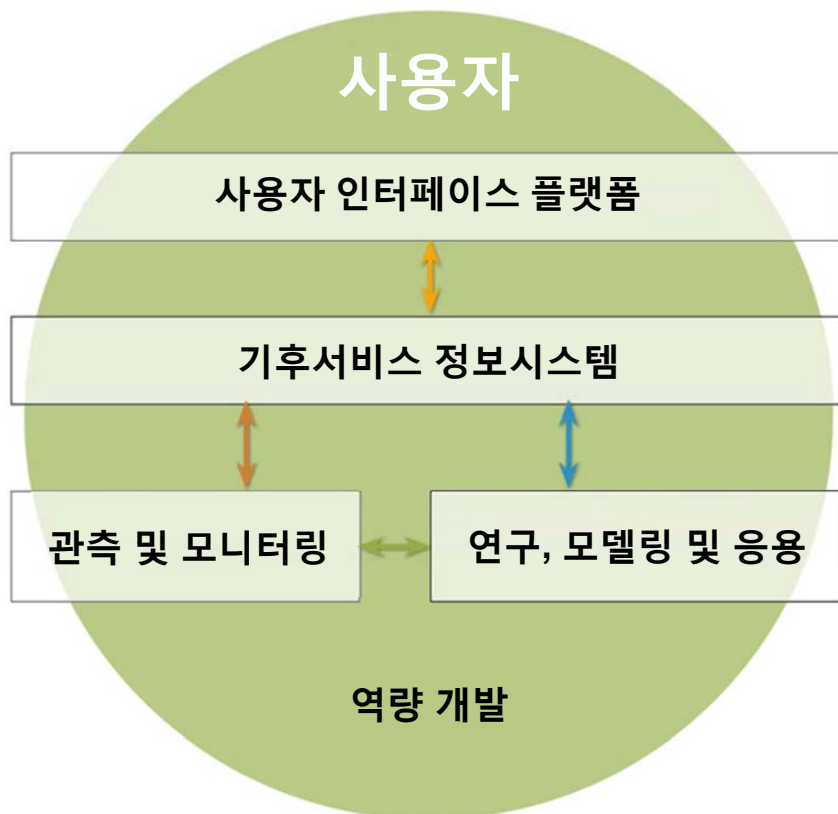 사용자
사용자 인터페이스 플랫폼
기후서비스 정보시스템
관측 및 모니터링
연구, 모델링 및 응용
역량 개발